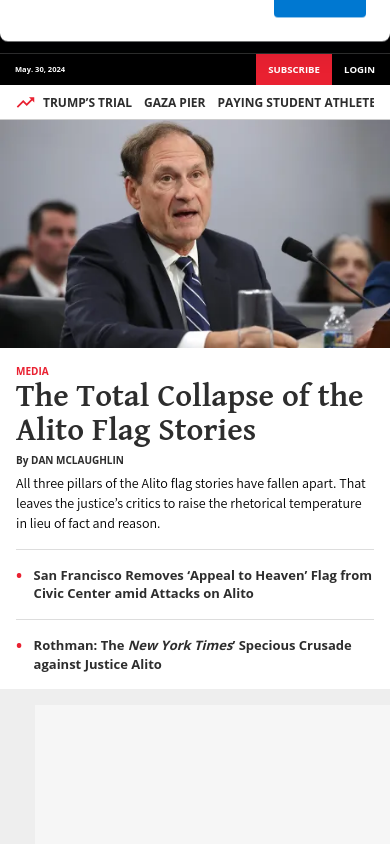 May. 30, 2024
SUBSCRIBE
LOGIN
TRUMP’S TRIAL GAZA PIER PAYING STUDENT ATHLETE
MEDIA
The Total Collapse of the
Alito Flag Stories
By DAN MCLAUGHLIN
All three pillars of the Alito flag stories have fallen apart. That
leaves the justice’s critics to raise the rhetorical temperature
in lieu of fact and reason.
San Francisco Removes ‘Appeal to Heaven’ Flag from
Civic Center amid Attacks on Alito
Rothman: The New York Times’ Specious Crusade
against Justice Alito